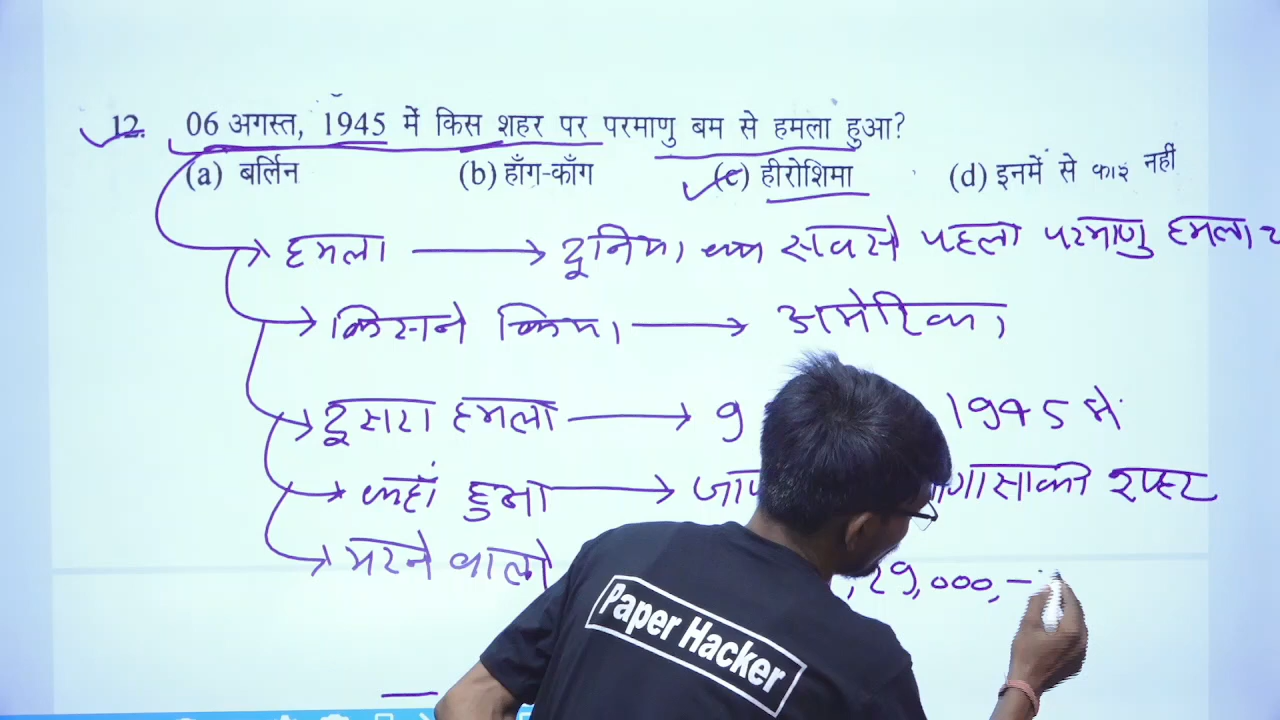 12. 06 अगस्त, 1945 में किस शहर पर परमाणु बम से हमला हुआ?
(a) बर्लिन (b) हाँग-काँग (c) हीरोशिमा (d) इनमें से कोइ नहीं
हमला → दुनिया का सबसे पहला परमाणु हमला
किसने किया → अमेरिका
दूसरा हमला → 9 1945 में
कहाँ हुआ → शहर
मरने वालो 29,000, -
Paper Hacker